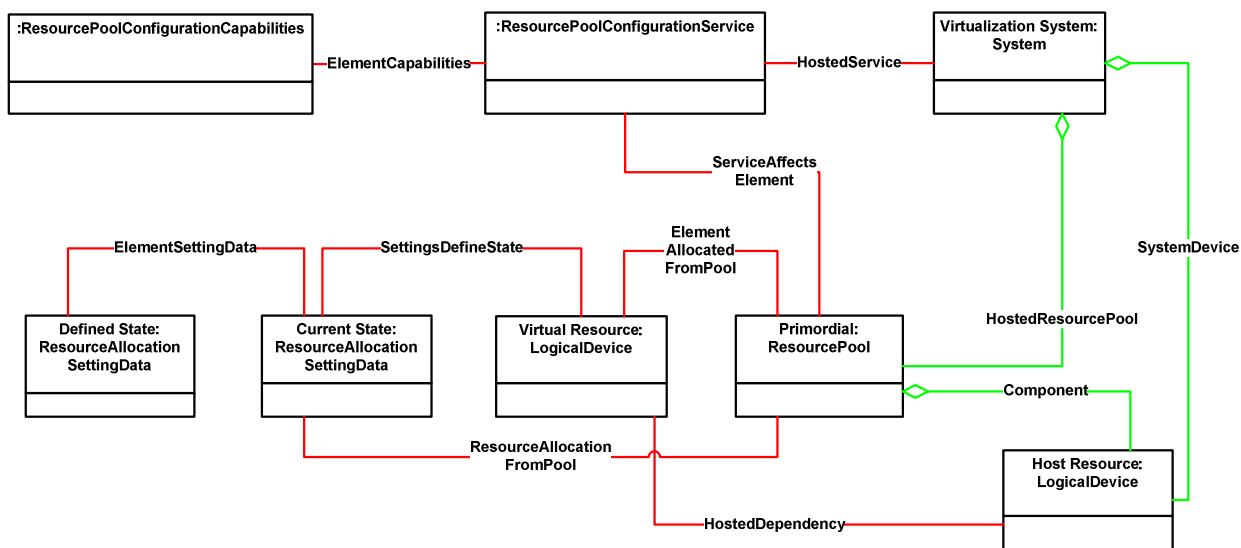 :ResourcePoolConfigurationCapabilities
:ResourcePoolConfigurationService
Virtualization System:
System
ElementCapabilities
HostedService
ServiceAffects
Element
ElementSettingData
SettingsDefineState
Element
Allocated
FromPool
SystemDevice
HostedResourcePool
Defined State:
ResourceAllocation
SettingData
Current State:
ResourceAllocation
SettingData
Virtual Resource:
LogicalDevice
Primordial:
ResourcePool
Component
ResourceAllocation
FromPool
Host Resource:
LogicalDevice
HostedDependency